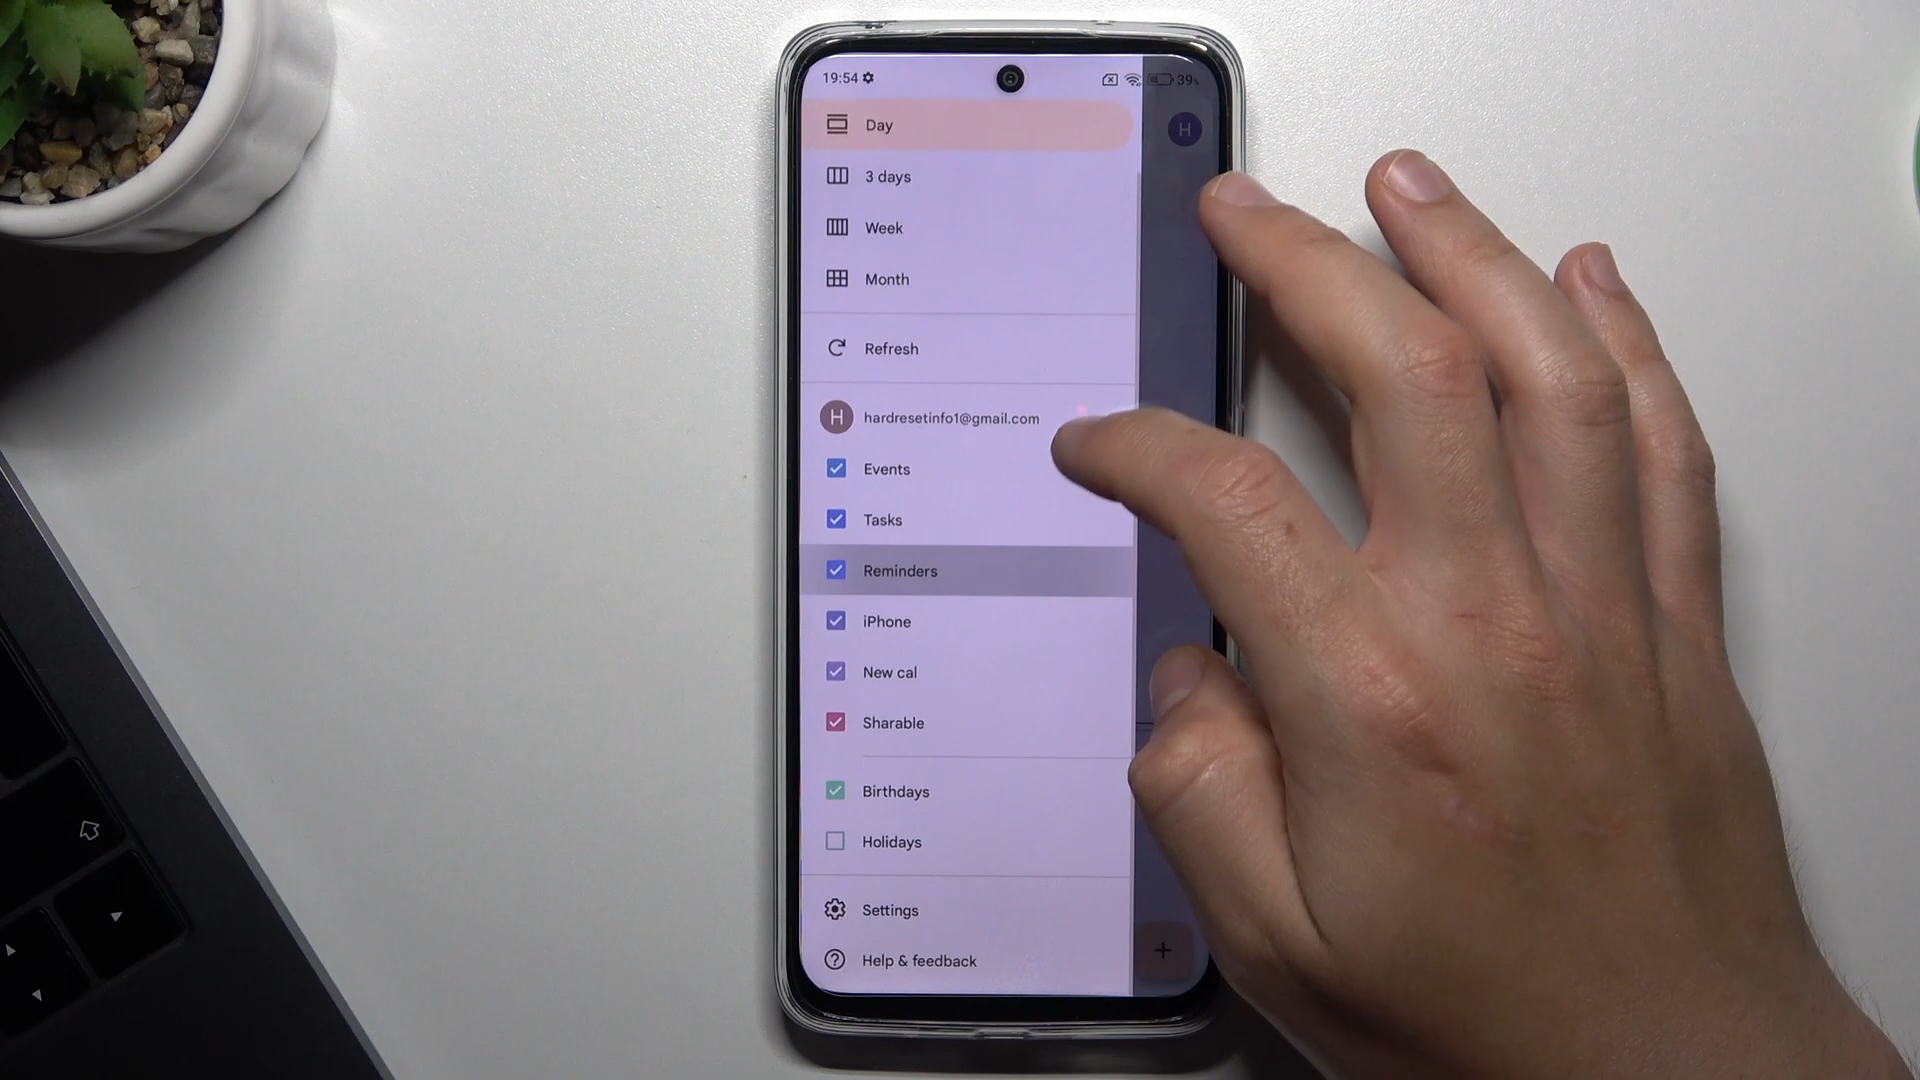 19:54
39%
Day
H
3 days
Week
Month
Refresh
H hardresetinfo1@gmail.com
Events
Tasks
Reminders
iPhone
New cal
Sharable
Birthdays
Holidays
Settings
Help & feedback